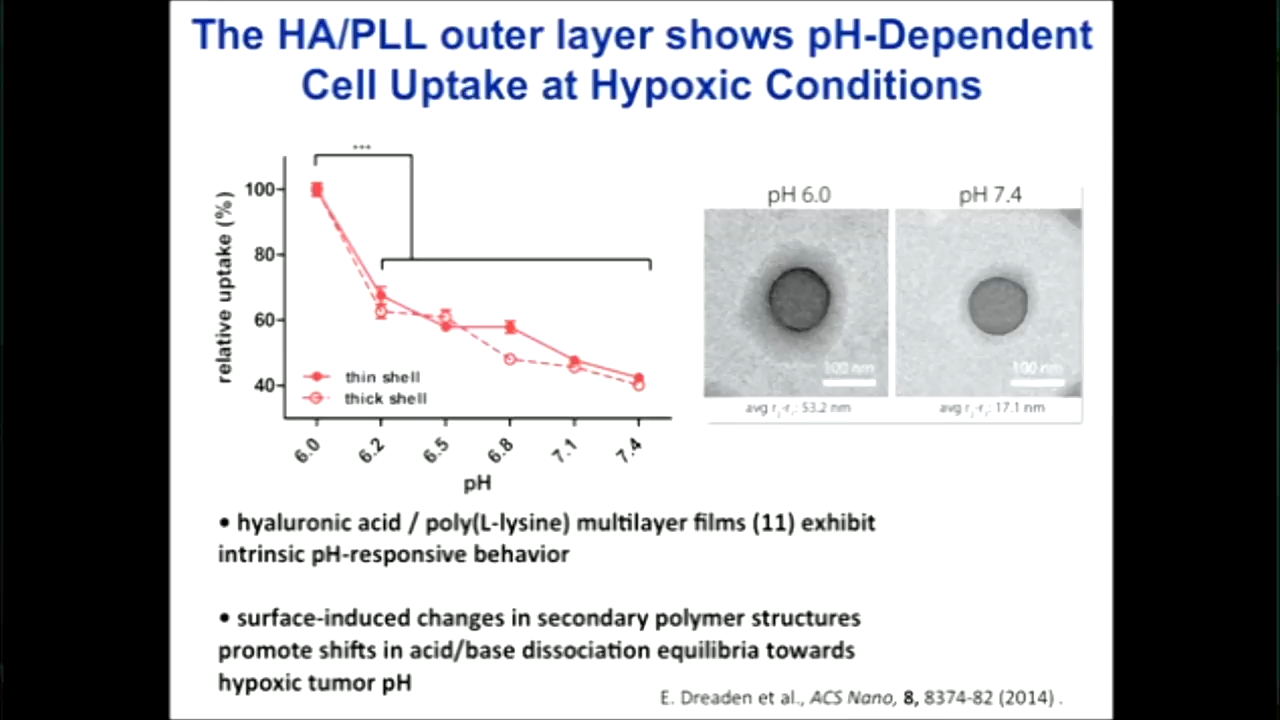 The HA/PLL outer layer shows pH-Dependent
Cell Uptake at Hypoxic Conditions
***
relative uptake (%)
100
80
60
40
thin shell
thick shell
6.0 6.2 6.5 6.8 7.1 7.4
pH
pH 6.0 pH 7.4
100 nm 100 nm
avg r 53.2 nm avg r 17.1 nm
• hyaluronic acid / poly(L-lysine) multilayer films (11) exhibit
intrinsic pH-responsive behavior
• surface-induced changes in secondary polymer structures
promote shifts in acid/base dissociation equilibria towards
hypoxic tumor pH
E. Dreaden et al., ACS Nano, 8, 8374-82 (2014) .